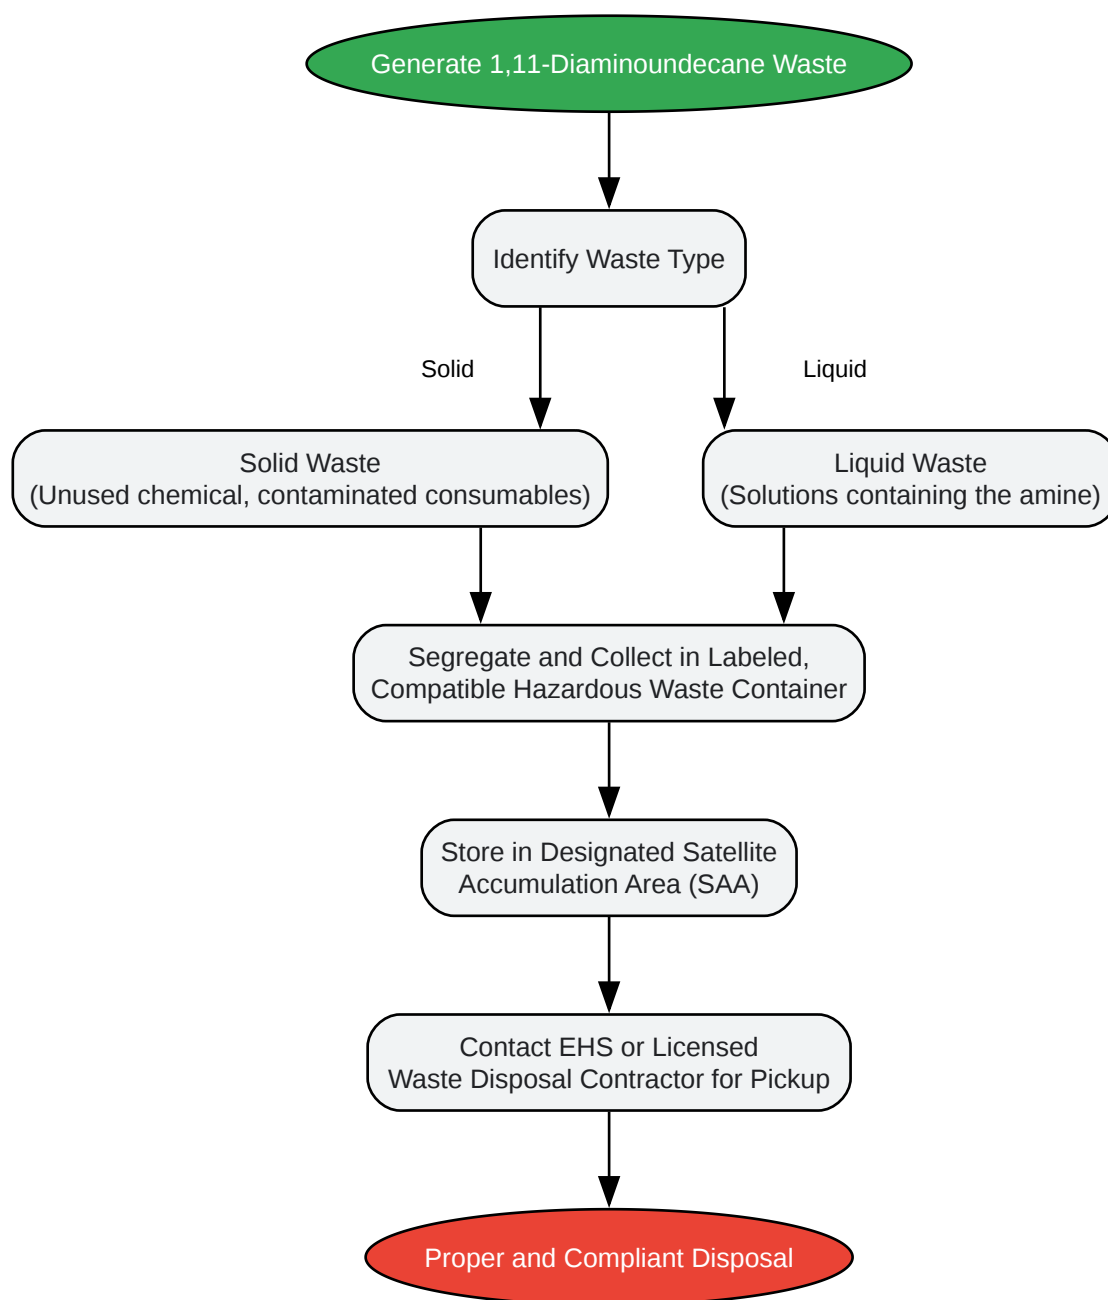 Generate 1,11-Diaminoundecane Waste
Identify Waste Type
Solid
Liquid
Solid Waste
(Unused chemical, contaminated consumables)
Liquid Waste
(Solutions containing the amine)
Segregate and Collect in Labeled,
Compatible Hazardous Waste Container
Store in Designated Satellite
Accumulation Area (SAA)
Contact EHS or Licensed
Waste Disposal Contractor for Pickup
Proper and Compliant Disposal